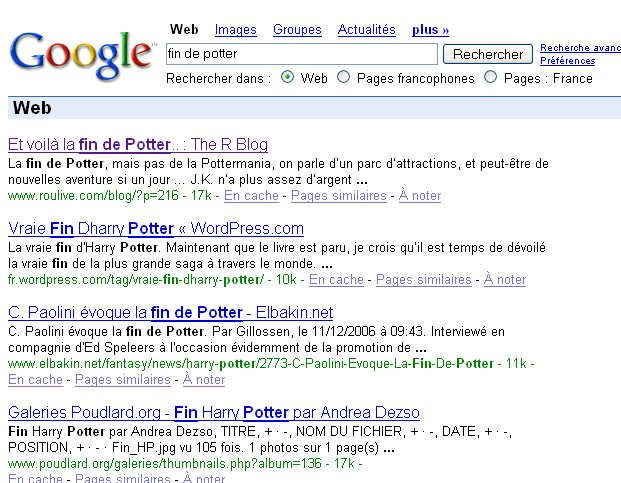 Web Images Groupes Actualités plus »
Google™
fin de potter Rechercher Recherche avanc
Préférences
Rechercher dans : Web Pages francophones Pages : France
Web
Et voilà la fin de Potter.. : The R Blog
La fin de Potter, mais pas de la Pottermania, on parle d'un parc d'attractions, et peut-être de
nouvelles aventure si un jour ... J.K. n'a plus assez d'argent ...
www.roulive.com/blog/?p=216 - 17k - En cache - Pages similaires - À noter
Vraie Fin Dharry Potter « WordPress.com
La vraie fin d'Harry Potter. Maintenant que le livre est paru, je crois qu'il est temps de dévoilé
la vraie fin de la plus grande saga à travers le monde. ...
fr.wordpress.com/tag/vraie-fin-dharry-potter/ - 10k - En cache - Pages similaires - À noter
C. Paolini évoque la fin de Potter - Elbakin.net
C. Paolini évoque la fin de Potter. Par Gillossen, le 11/12/2006 à 09:43. Interviewé en
compagnie d'Ed Speleers à l'occasion évidemment de la promotion de ...
www.elbakin.net/fantasy/news/harry-potter/2773-C-Paolini-Evoque-La-Fin-De-Potter - 11k -
En cache - Pages similaires - À noter
Galeries Poudlard.org - Fin Harry Potter par Andrea Dezso
Fin Harry Potter par Andrea Dezso, TITRE, + · -, NOM DU FICHIER, + · -, DATE, + · -,
POSITION, + · - · Fin_HP.jpg vu 105 fois. 1 photos sur 1 page(s) ...
www.poudlard.org/galeries/thumbnails.php?album=136 - 17k -
En cache - Pages similaires - À noter